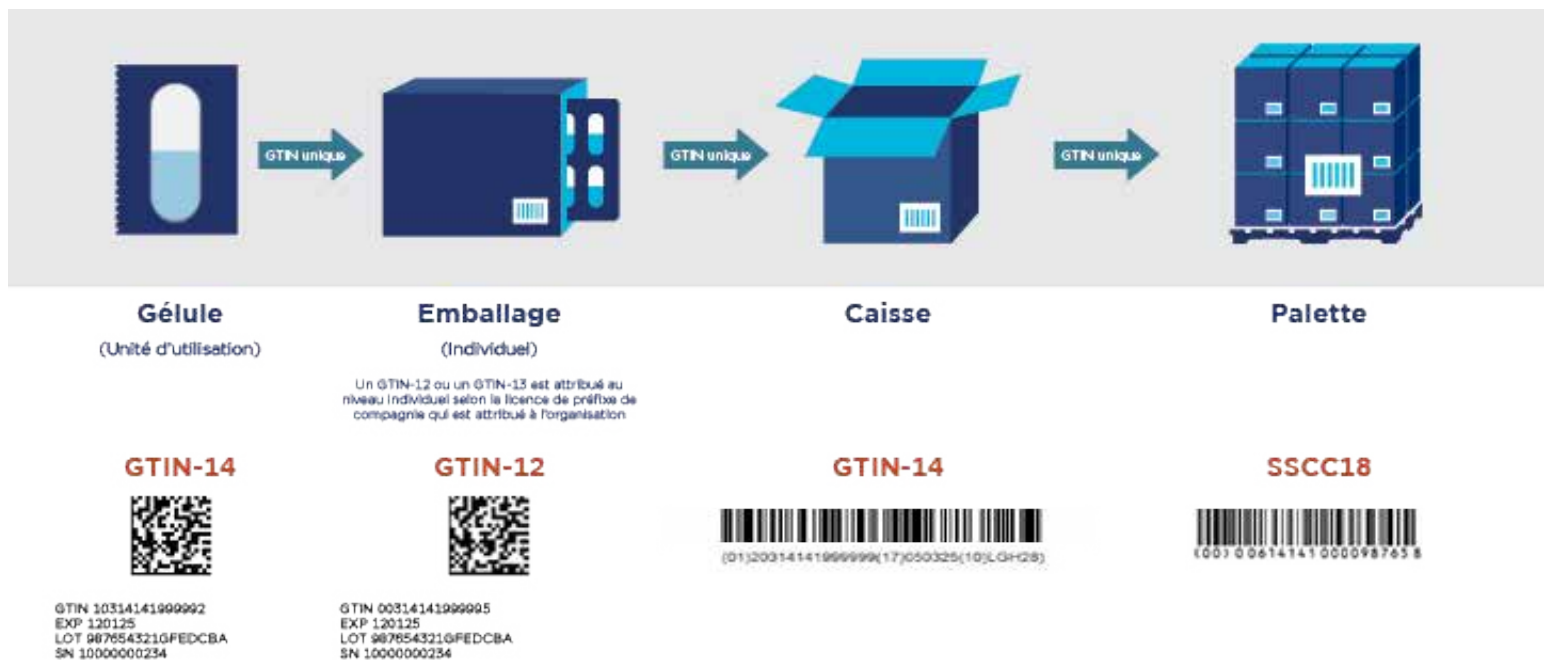 GTIN unique
GTIN unique
GTIN unique
Gélule
Emballage
Caisse
Palette
(Unité d'utilisation)
(Individuel)
Un GTIN-12 ou un GTIN-13 est attribué au
niveau individuel selon la licence de préfixe de
compagnie qui est attribué à l'organisation
GTIN-14
GTIN-12
GTIN-14
SSCC18
(01)20314141999999(17)050325(10)LGH28)
(00) 0 0614141 000098765 8
GTIN 10314141999992
EXP 120125
LOT 987654321GFEDCBA
SN 10000000234
GTIN 00314141999995
EXP 120125
LOT 987654321GFEDCBA
SN 10000000234